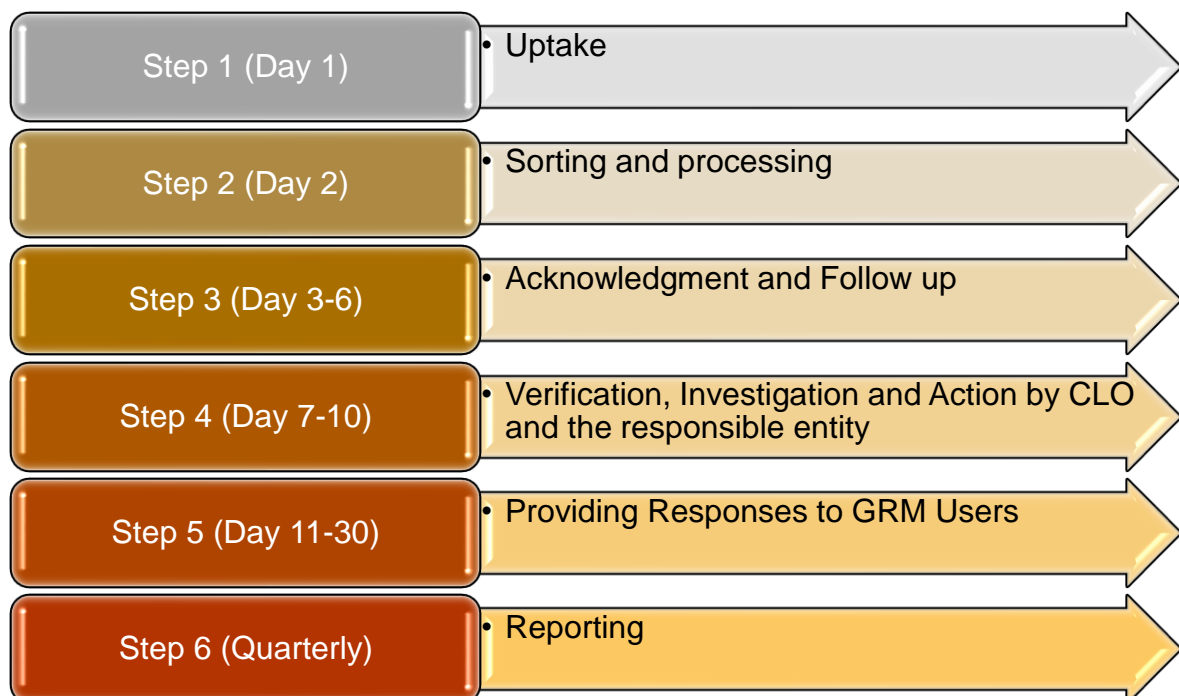 Step 1 (Day 1)
• Uptake
Step 2 (Day 2)
• Sorting and processing
Step 3 (Day 3-6)
• Acknowledgment and Follow up
Step 4 (Day 7-10)
• Verification, Investigation and Action by CLO
and the responsible entity
Step 5 (Day 11-30)
• Providing Responses to GRM Users
Step 6 (Quarterly)
• Reporting